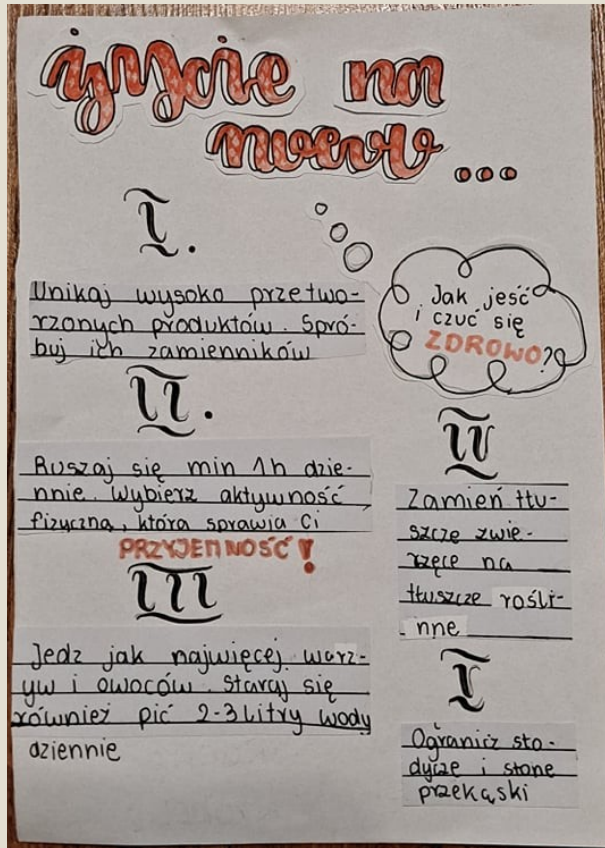 życie na
nowo...
I.
Unikaj wysoko przetwo-
rzonych produktów. Spró-
buj ich zamienników
II.
Ruszaj się min 1h dzie-
nnie. Wybierz aktywność
fizyczną, która sprawia Ci
PRZYJEMNOŚĆ!
III
Jedz jak najwięcej warz-
yw i owoców. Staraj się
również pić 2-3 litry wody
dziennie
Jak jeść
i czuć się
ZDROWO?
IV
Zamień tłu-
szczę zwie-
rzęce na
tłuszcze rośli-
nne
V
Ogranicz sło-
dycze i słone
przekąski